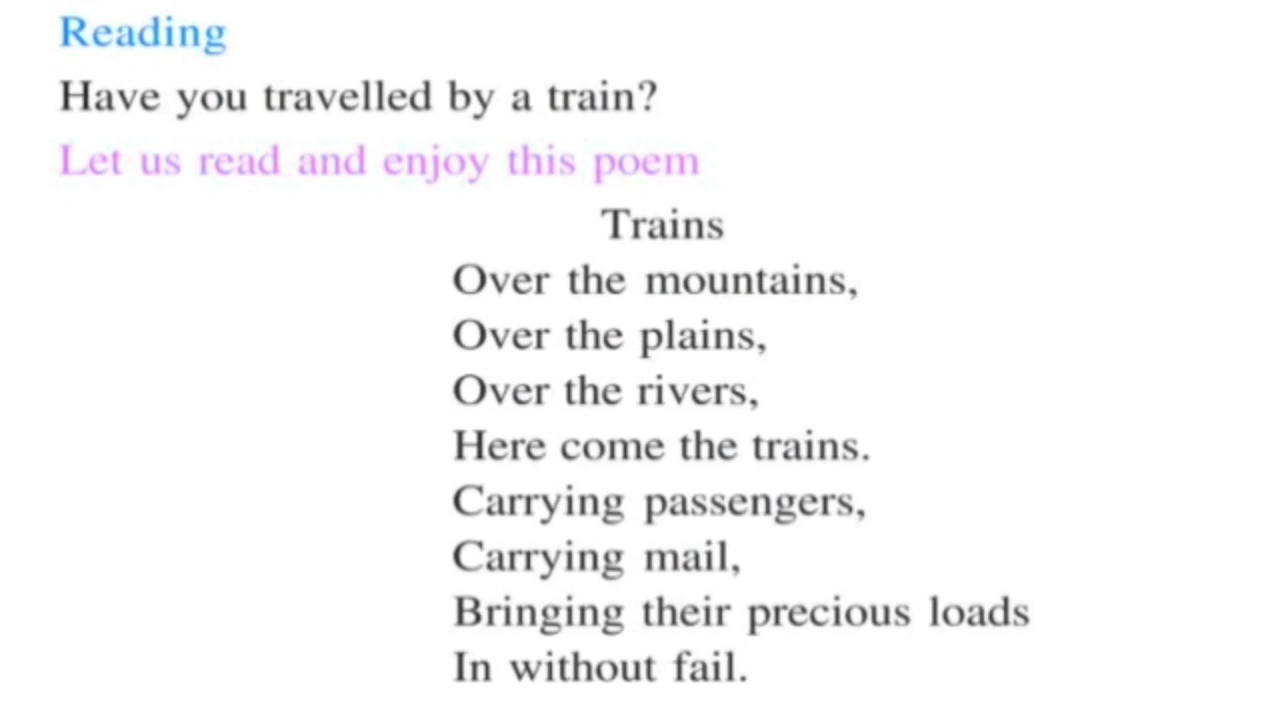 Reading
Have you travelled by a train?
Let us read and enjoy this poem
Trains
Over the mountains,
Over the plains,
Over the rivers,
Here come the trains.
Carrying passengers,
Carrying mail,
Bringing their precious loads
In without fail.